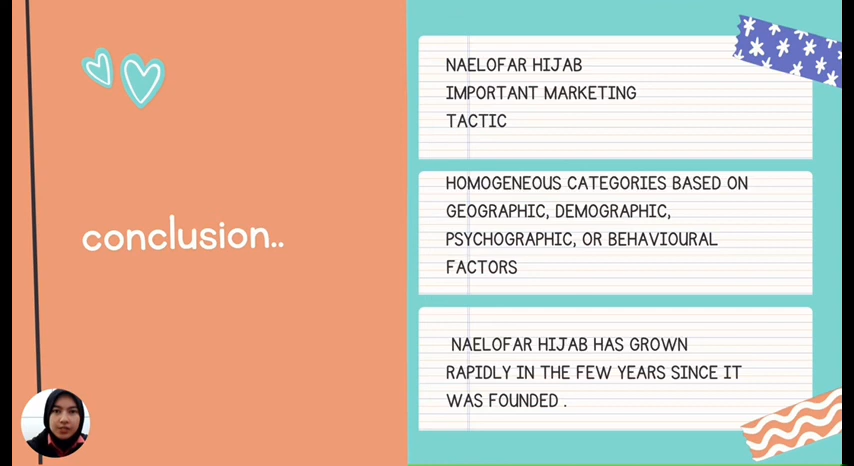 conclusion..
NAELOFAR HIJAB
IMPORTANT MARKETING
TACTIC
HOMOGENEOUS CATEGORIES BASED ON
GEOGRAPHIC, DEMOGRAPHIC,
PSYCHOGRAPHIC, OR BEHAVIOURAL
FACTORS
NAELOFAR HIJAB HAS GROWN
RAPIDLY IN THE FEW YEARS SINCE IT
WAS FOUNDED .